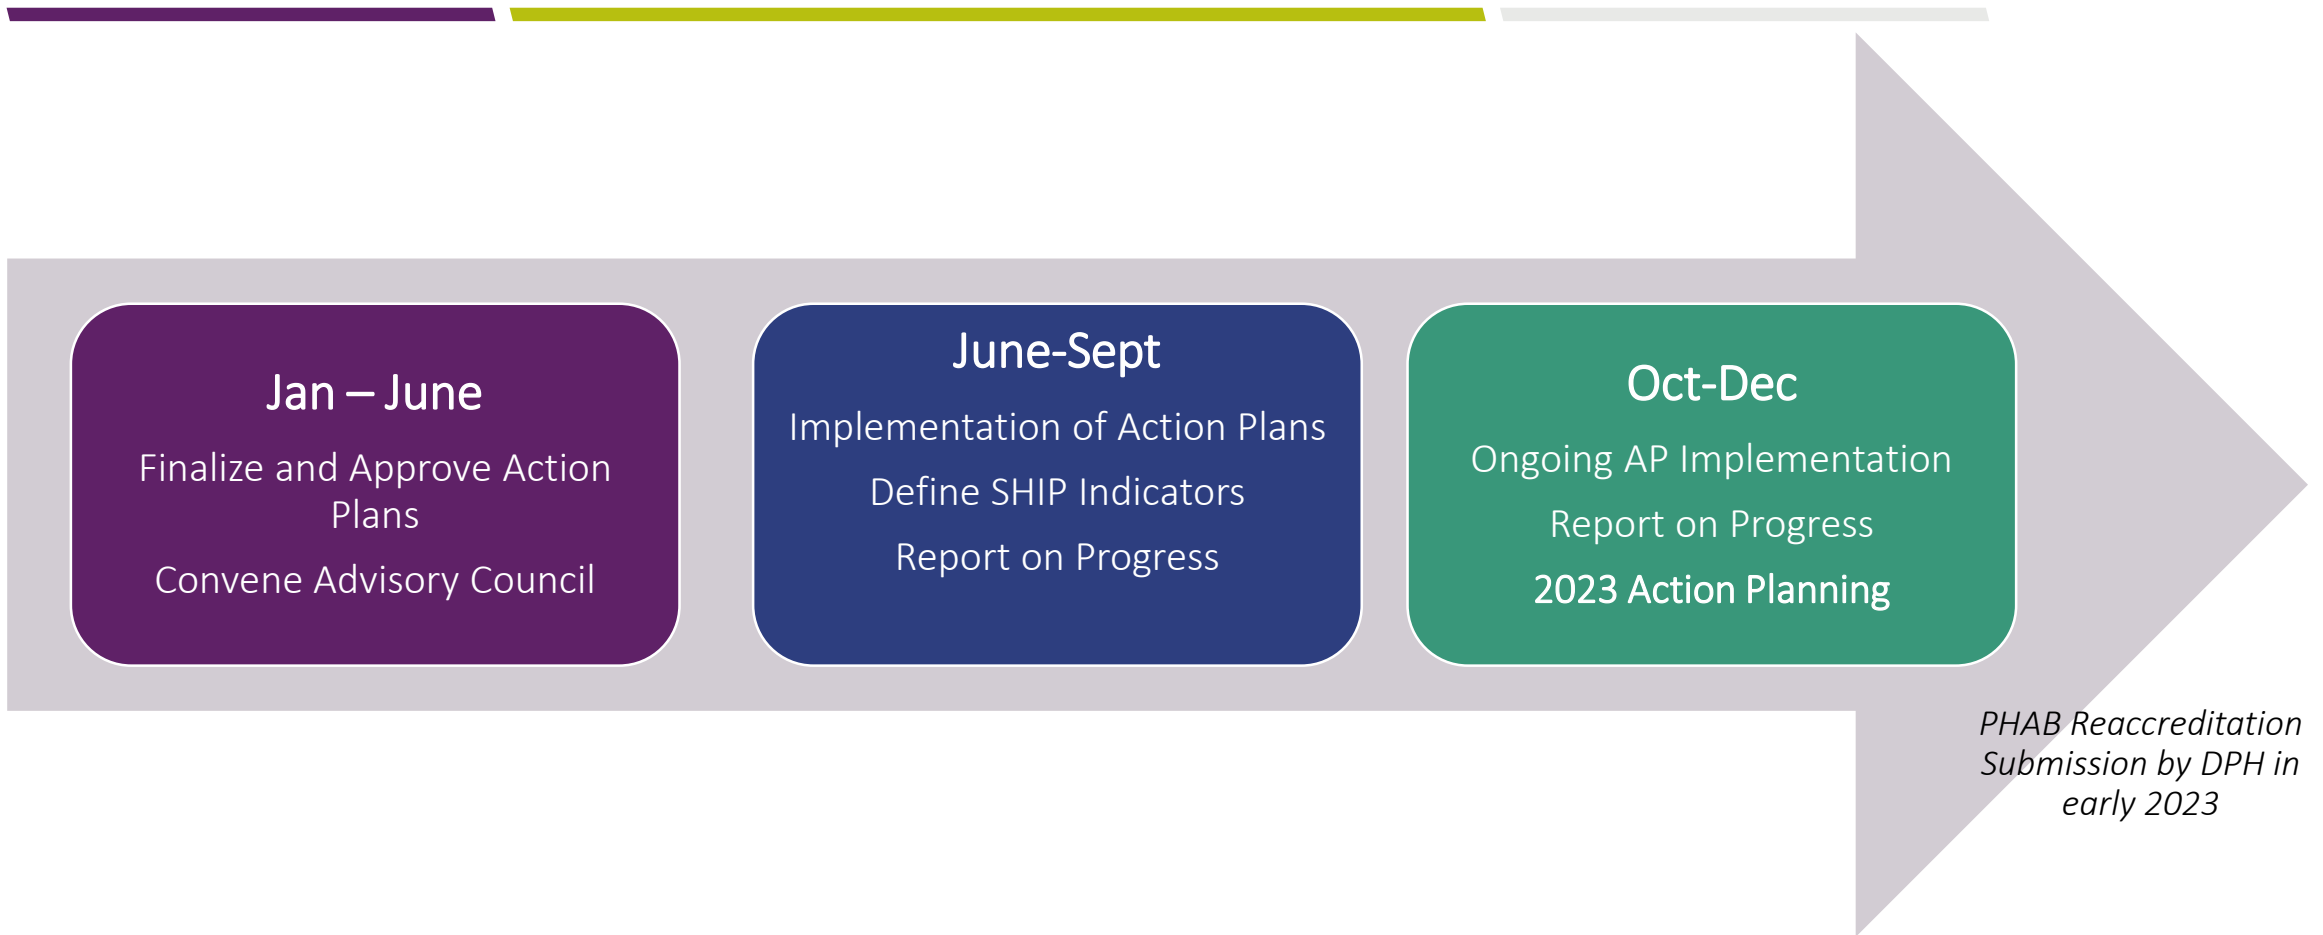 Jan – June
Finalize and Approve Action
Plans
Convene Advisory Council
June-Sept
Implementation of Action Plans
Define SHIP Indicators
Report on Progress
Oct-Dec
Ongoing AP Implementation
Report on Progress
2023 Action Planning
PHAB Reaccreditation
Submission by DPH in
early 2023